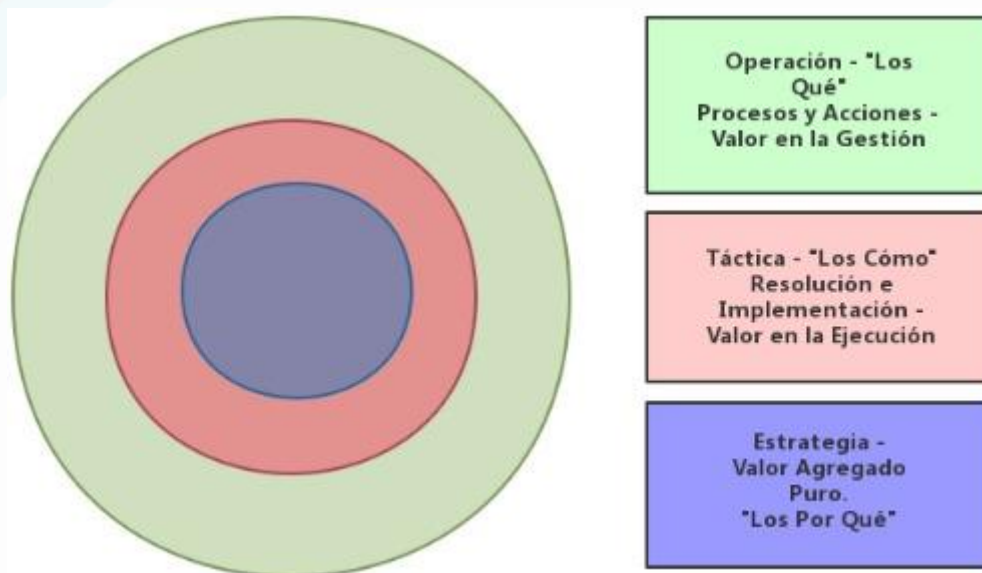 Operación - "Los
Qué"
Procesos y Acciones -
Valor en la Gestión
Táctica - "Los Cómo"
Resolución e
Implementación -
Valor en la Ejecución
Estrategia -
Valor Agregado
Puro.
"Los Por Qué"